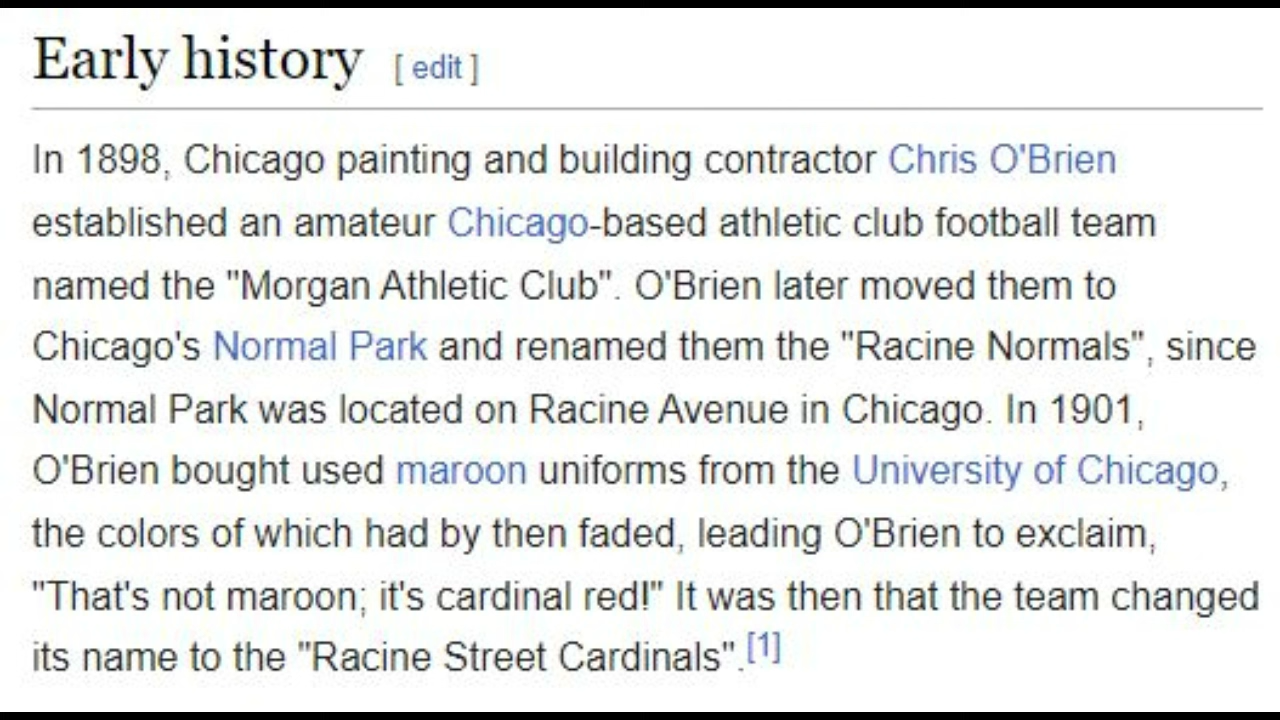 Early history [ edit ]
In 1898, Chicago painting and building contractor Chris O'Brien
established an amateur Chicago-based athletic club football team
named the "Morgan Athletic Club". O'Brien later moved them to
Chicago's Normal Park and renamed them the "Racine Normals", since
Normal Park was located on Racine Avenue in Chicago. In 1901,
O'Brien bought used maroon uniforms from the University of Chicago,
the colors of which had by then faded, leading O'Brien to exclaim,
"That's not maroon; it's cardinal red!" It was then that the team changed
its name to the "Racine Street Cardinals".[1]